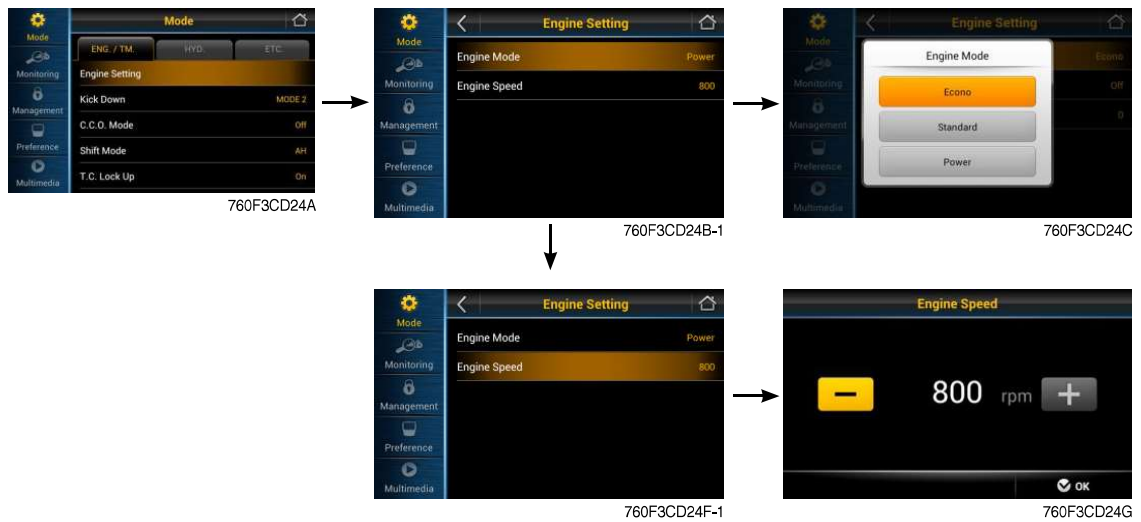 Mode
Monitoring
Management
Preference
Multimedia
Mode
ENG. / TM.
HYD.
ETC.
Engine Setting
Kick Down MODE 2
C.C.O. Mode Off
Shift Mode AH
T.C. Lock Up On
760F3CD24A
Mode
Monitoring
Management
Preference
Multimedia
Engine Setting
Engine Mode Power
Engine Speed 800
760F3CD24B-1
Mode
Monitoring
Management
Preference
Multimedia
Engine Setting
Econo
Off
0
Engine Mode
Econo
Standard
Power
760F3CD24C
Mode
Monitoring
Management
Preference
Multimedia
Engine Setting
Engine Mode Power
Engine Speed 800
760F3CD24F-1
Engine Speed
− 800 rpm +
OK
760F3CD24G